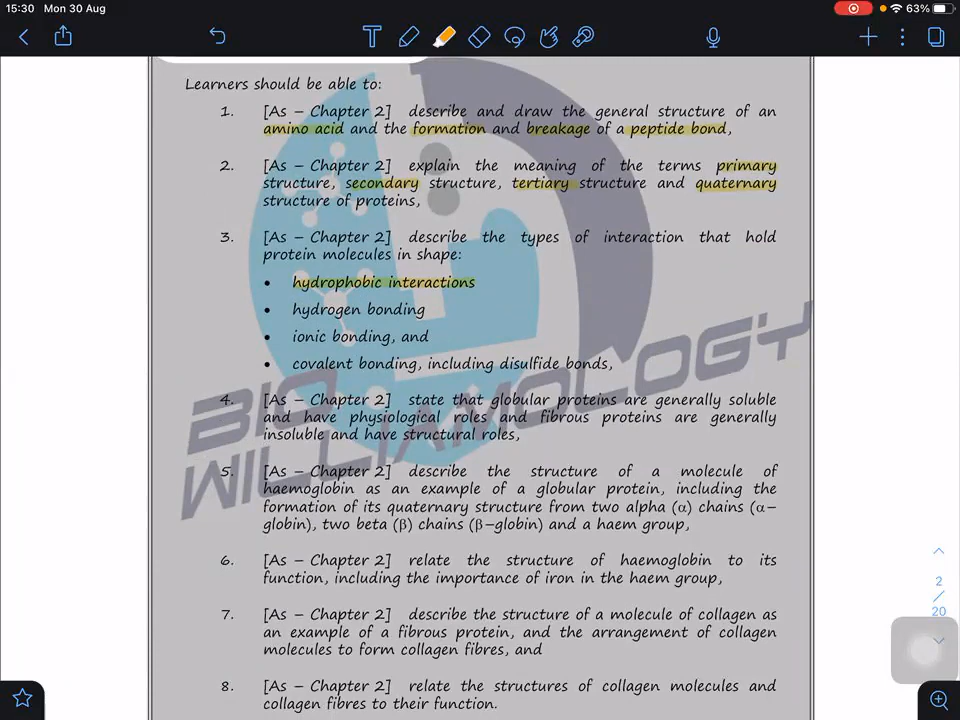 15:30 Mon 30 Aug
63%
Learners should be able to:
1. [As – Chapter 2] describe and draw the general structure of an
amino acid and the formation and breakage of a peptide bond,
2. [As – Chapter 2] explain the meaning of the terms primary
structure, secondary structure, tertiary structure and quaternary
structure of proteins,
3. [As – Chapter 2] describe the types of interaction that hold
protein molecules in shape:
• hydrophobic interactions
• hydrogen bonding
• ionic bonding, and
• covalent bonding, including disulfide bonds,
4. [As – Chapter 2] state that globular proteins are generally soluble
and have physiological roles and fibrous proteins are generally
insoluble and have structural roles,
5. [As – Chapter 2] describe the structure of a molecule of
haemoglobin as an example of a globular protein, including the
formation of its quaternary structure from two alpha (α) chains (α–
globin), two beta (β) chains (β–globin) and a haem group,
6. [As – Chapter 2] relate the structure of haemoglobin to its
function, including the importance of iron in the haem group,
7. [As – Chapter 2] describe the structure of a molecule of collagen as
an example of a fibrous protein, and the arrangement of collagen
molecules to form collagen fibres, and
8. [As – Chapter 2] relate the structures of collagen molecules and
collagen fibres to their function.
BIO
WILLIAMOLOGY
2
/
20